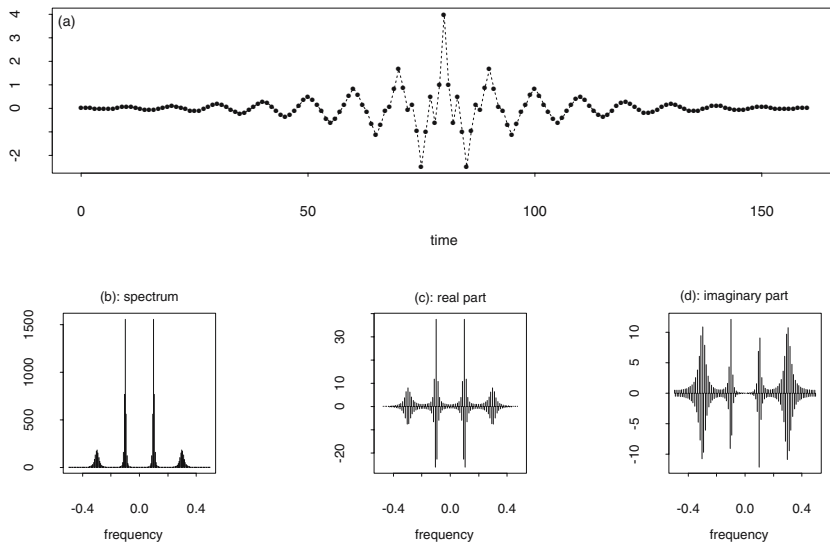 (a)
4
3
2
1
0
-2
0 50 100 150
time
(b): spectrum
1500
1000
500
0
-0.4 0.0 0.4
frequency
(c): real part
30
10
0
-20
-0.4 0.0 0.4
frequency
(d): imaginary part
10
5
0
-5
-10
-0.4 0.0 0.4
frequency